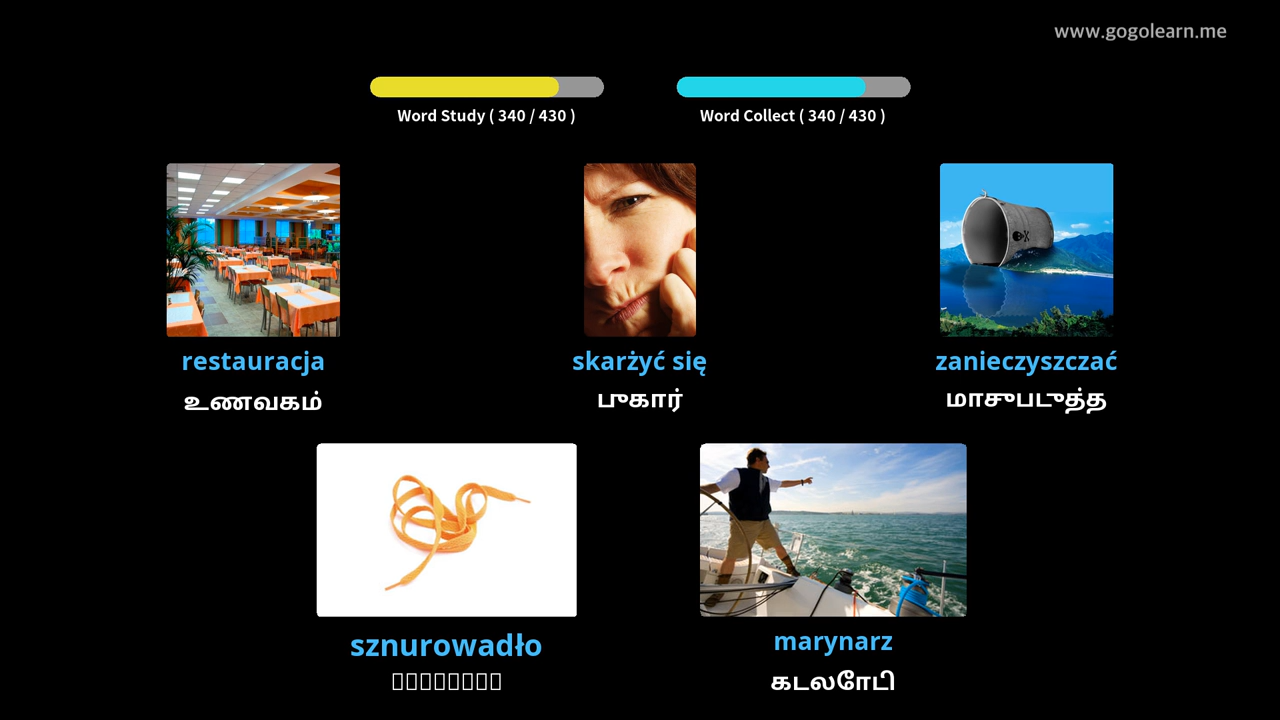 www.gogolearn.me
Word Study ( 340 / 430 )
Word Collect ( 340 / 430 )
restauracja
skarżyć się
zanieczyszczać
உணவகம்
புகார்
மாசுபடுத்த
sznurowadło
marynarz
கடலோடி